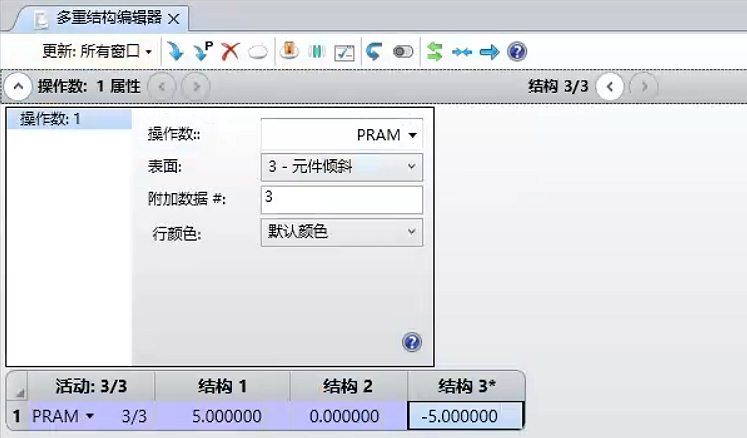 多重结构编辑器
更新: 所有窗口
操作数: 1 属性
结构 3/3
操作数: 1
操作数::
PRAM
表面:
3 - 元件倾斜
附加数据 #:
3
行颜色:
默认颜色
活动: 3/3 结构 1 结构 2 结构 3*
1 PRAM 3/3 5.000000 0.000000 -5.000000